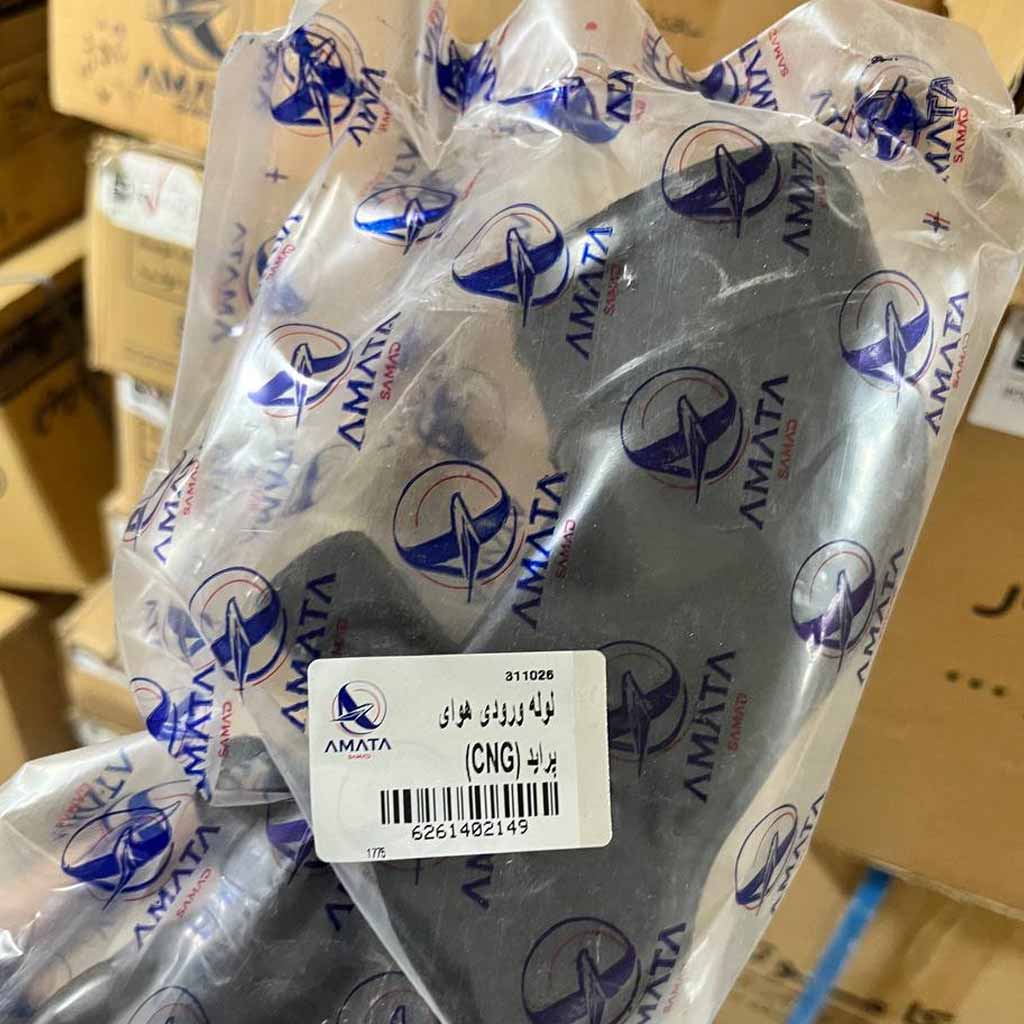 311026
لوله ورودی هوای
پراید (CNG)
AMATA
SAMAD
6261402149
1775
AMATA
SAMAD